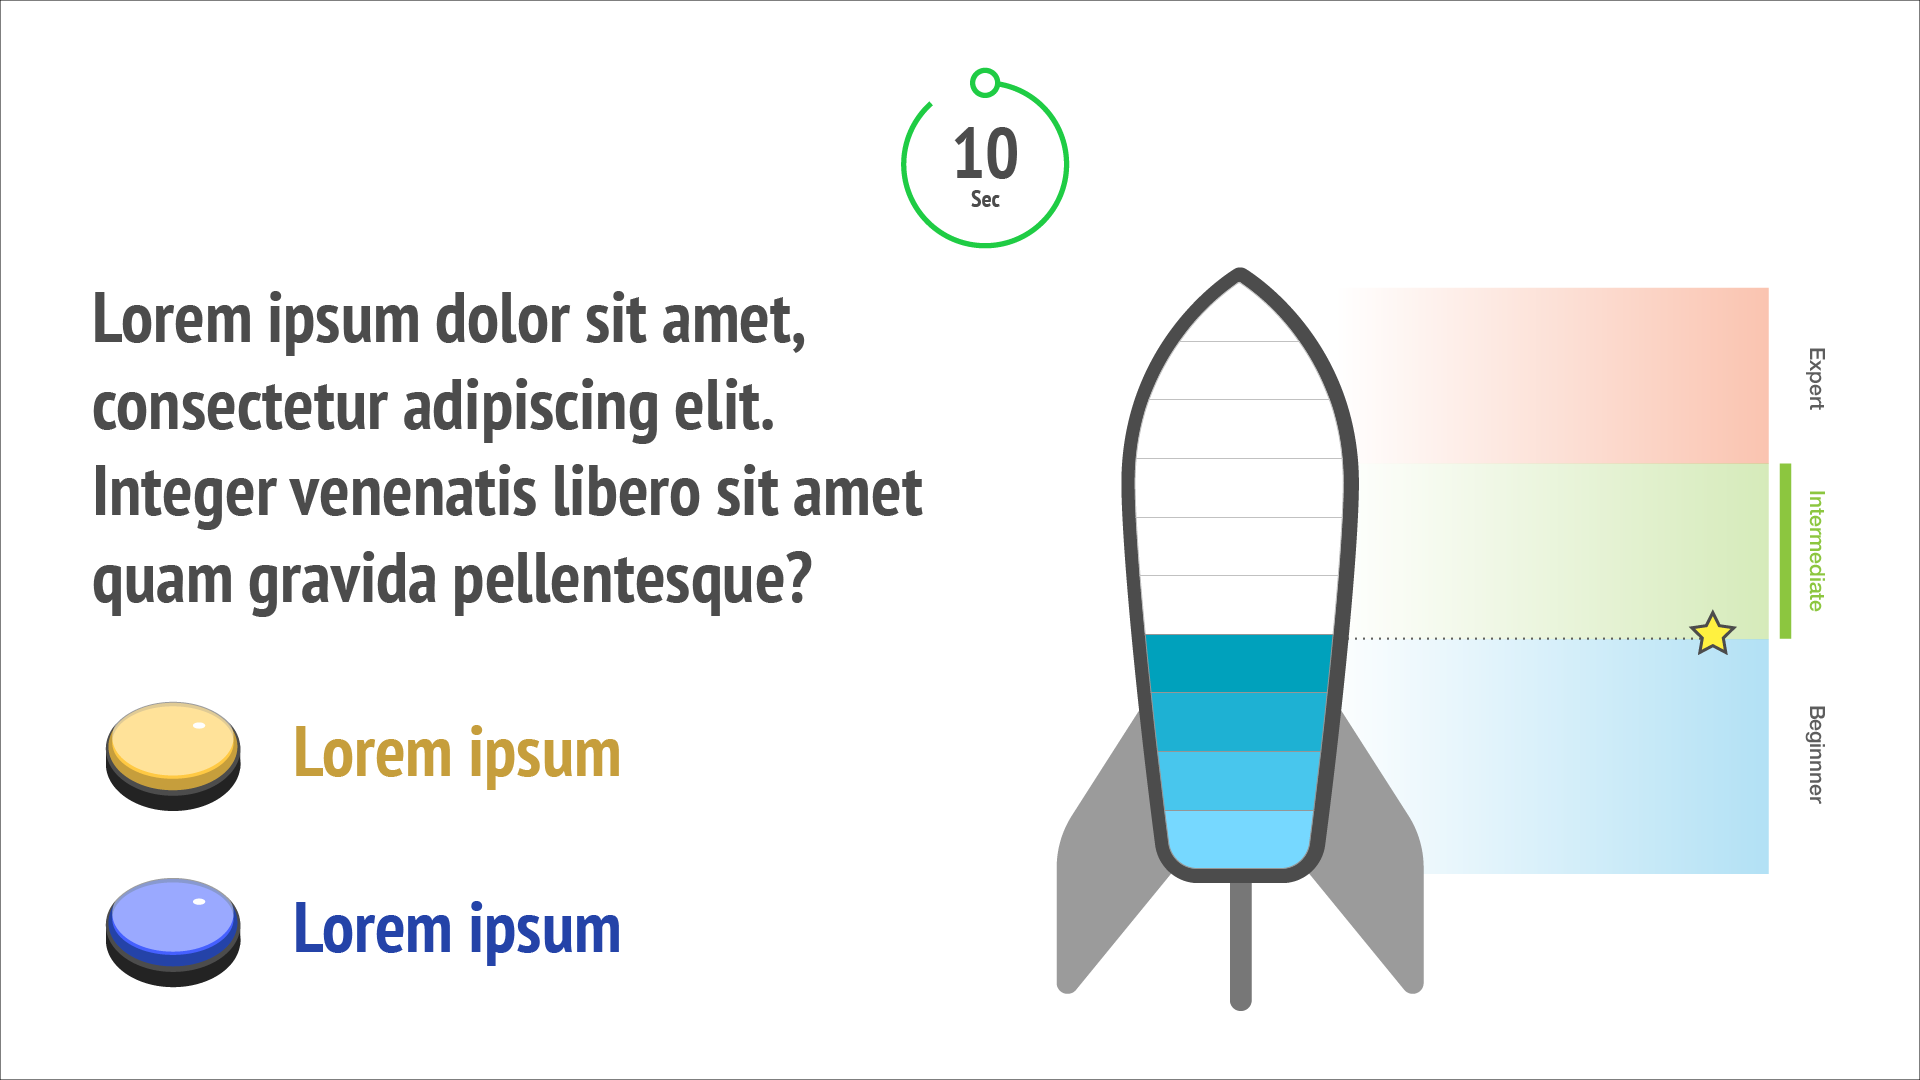 10
Sec
Lorem ipsum dolor sit amet,
consectetur adipiscing elit.
Integer venenatis libero sit amet
quam gravida pellentesque?
Lorem ipsum
Lorem ipsum
Expert
Intermediate
Beginnner